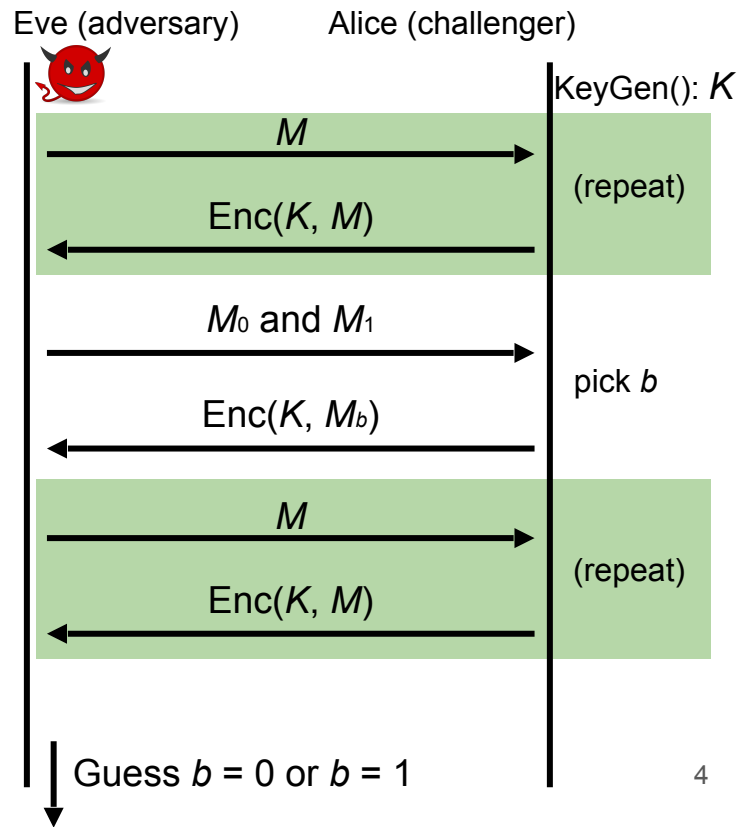 Eve (adversary) Alice (challenger)
KeyGen(): K
M
(repeat)
Enc(K, M)
M₀ and M₁
pick b
Enc(K, Mb)
M
(repeat)
Enc(K, M)
Guess b = 0 or b = 1
4